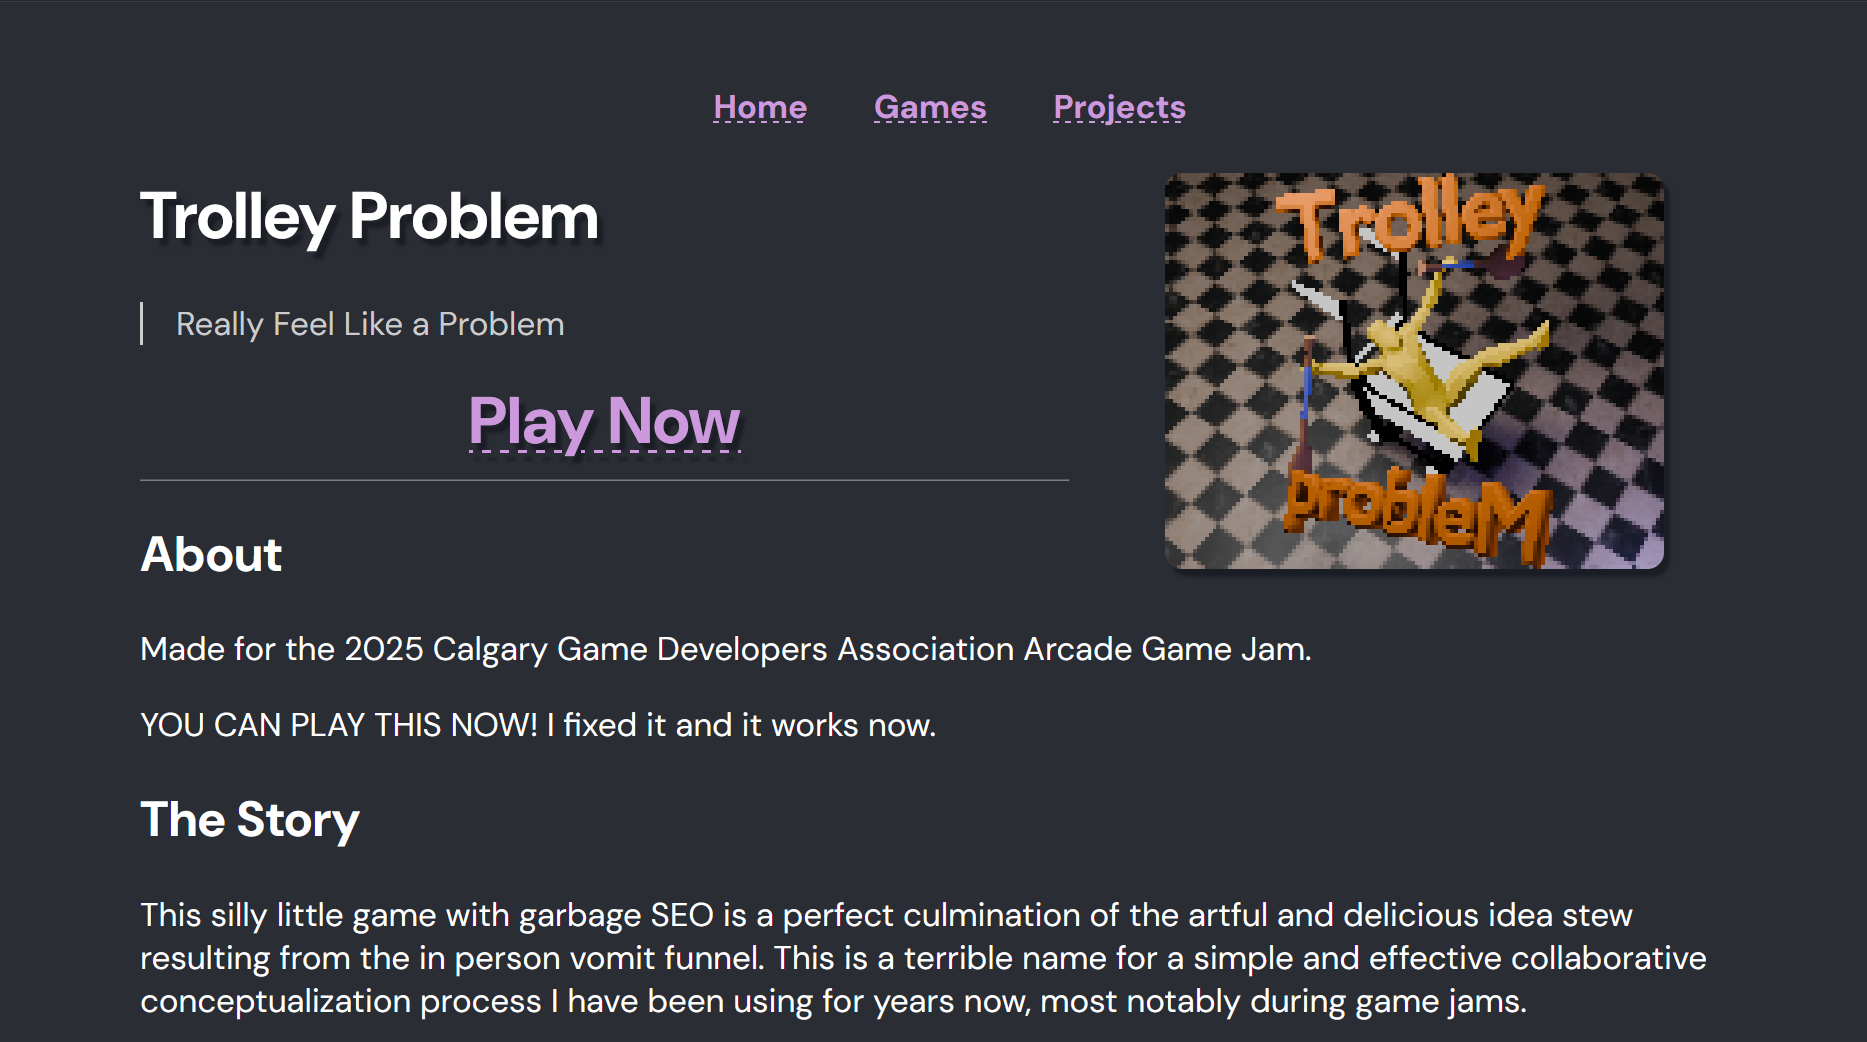 Home Games Projects
Trolley Problem
Really Feel Like a Problem
Play Now
Trolley
probleM
About
Made for the 2025 Calgary Game Developers Association Arcade Game Jam.
YOU CAN PLAY THIS NOW! I fixed it and it works now.
The Story
This silly little game with garbage SEO is a perfect culmination of the artful and delicious idea stew
resulting from the in person vomit funnel. This is a terrible name for a simple and effective collaborative
conceptualization process I have been using for years now, most notably during game jams.